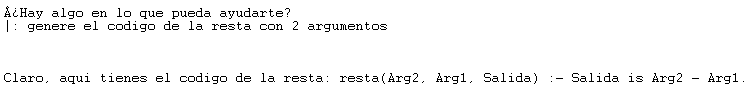 Â¿Hay algo en lo que pueda ayudarte?
|: genere el codigo de la resta con 2 argumentos
Claro, aqui tienes el codigo de la resta: resta(Arg2, Arg1, Salida) :- Salida is Arg2 - Arg1.